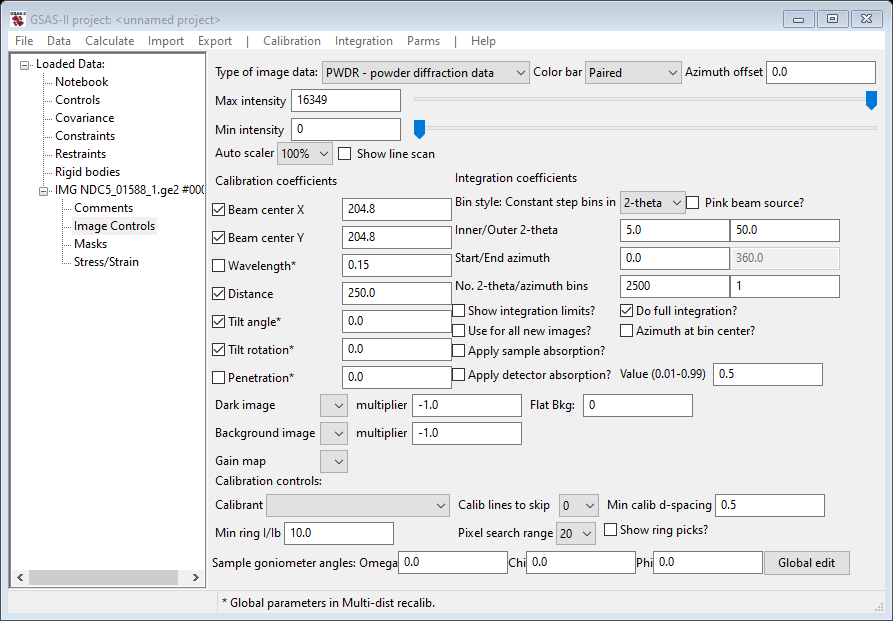 GSAS-II project: <unnamed project>
File Data Calculate Import Export | Calibration Integration Parms | Help
Loaded Data:
Notebook
Controls
Covariance
Constraints
Restraints
Rigid bodies
IMG NDC5_01588_1.ge2 #000
Comments
Image Controls
Masks
Stress/Strain
Type of image data: PWDR - powder diffraction data Color bar Paired Azimuth offset 0.0
Max intensity 16349
Min intensity 0
Auto scaler 100% Show line scan
Calibration coefficients
Beam center X 204.8
Beam center Y 204.8
Wavelength* 0.15
Distance 250.0
Tilt angle* 0.0
Tilt rotation* 0.0
Penetration* 0.0
Integration coefficients
Bin style: Constant step bins in 2-theta Pink beam source?
Inner/Outer 2-theta 5.0 50.0
Start/End azimuth 0.0 360.0
No. 2-theta/azimuth bins 2500 1
Show integration limits? Do full integration?
Use for all new images? Azimuth at bin center?
Apply sample absorption?
Apply detector absorption? Value (0.01-0.99) 0.5
Dark image multiplier -1.0 Flat Bkg: 0
Background image multiplier -1.0
Gain map
Calibration controls:
Calibrant Calib lines to skip 0 Min calib d-spacing 0.5
Min ring I/Ib 10.0 Pixel search range 20 Show ring picks?
Sample goniometer angles: Omega 0.0 Chi 0.0 Phi 0.0 Global edit
* Global parameters in Multi-dist recalib.